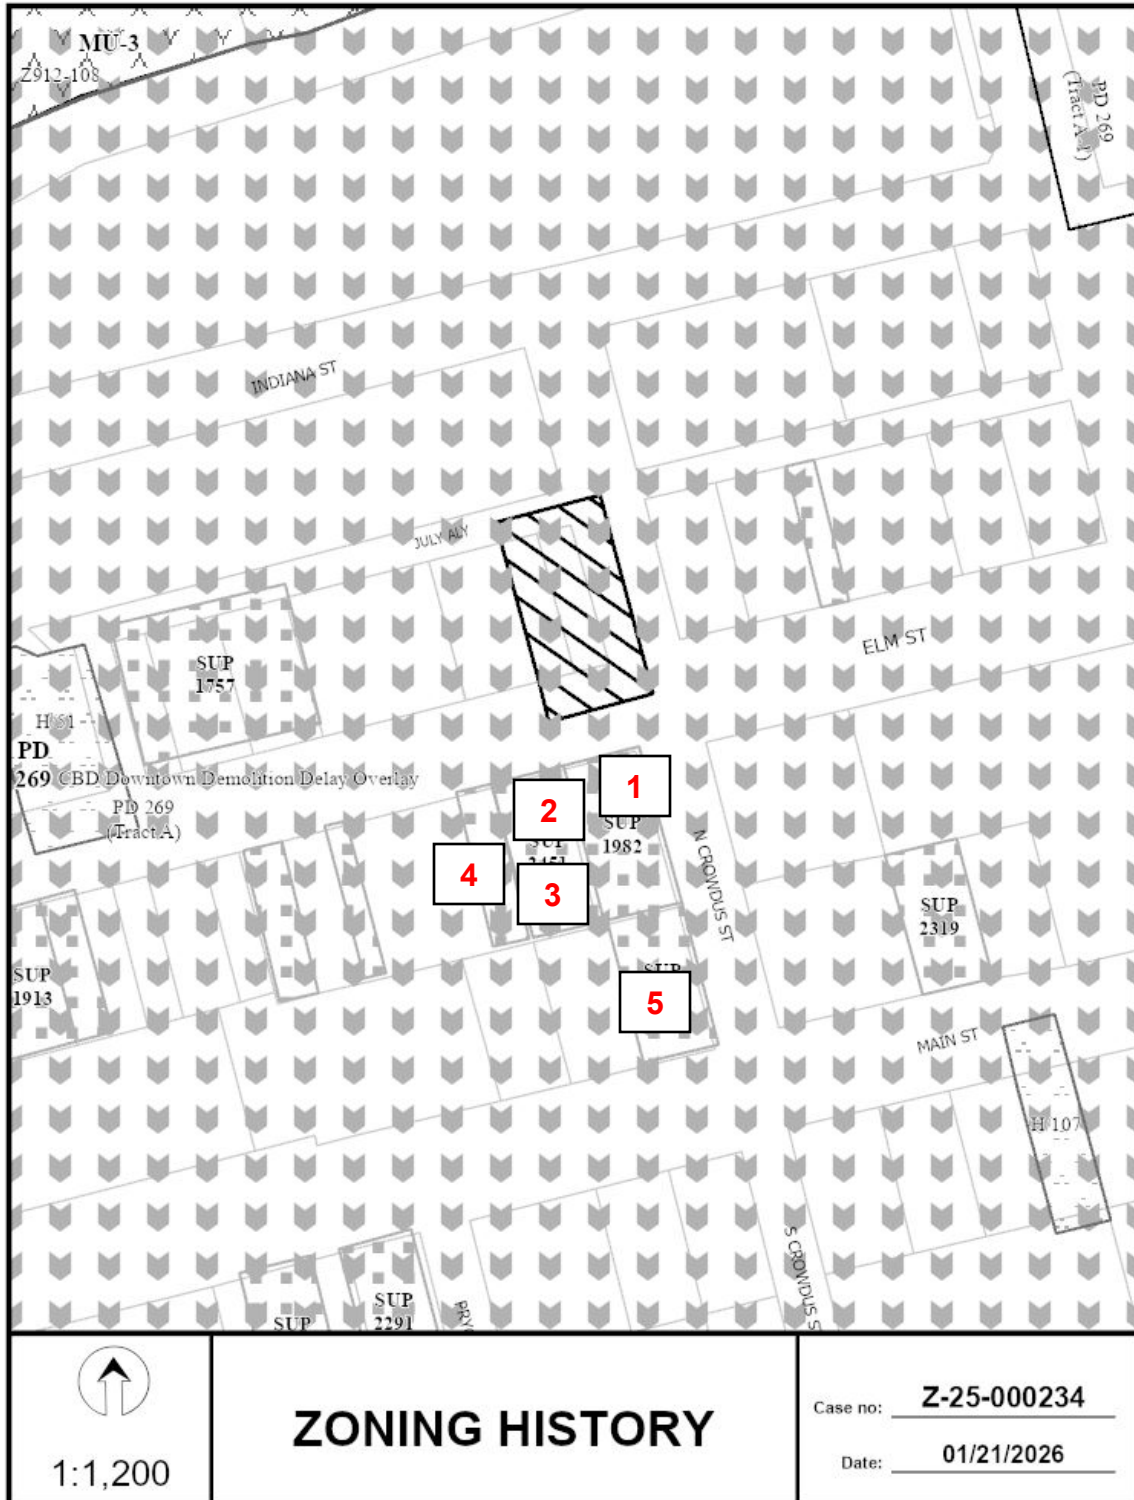 MU-3
Z912-108
PD 269
(Tract A-1)
INDIANA ST
JULY ALY
ELM ST
SUP
1757
H/51
PD
269
CBD Downtown Demolition Delay Overlay
PD 269
(Tract A)
1
2
SUP
1982
SUP
4
3
N CROWDUS ST
SUP
2319
SUP
1913
SUP
5
MAIN ST
H 107
S CROWDUS S
SUP
2291
SUP
1:1,200
ZONING HISTORY
Case no: Z-25-000234
Date: 01/21/2026